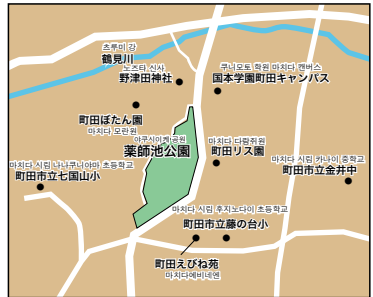 츠루미 강
鶴見川
노즈타 신사
野津田神社
쿠니모토 학원 마치다 캔버스
国本学園町田キャンパス
町田ぼたん園
마치다 모란원
야쿠시이케 공원
薬師池公園
마치다 다람쥐원
町田リス園
마치다 시립 나나쿠니야마 초등학교
町田市立七国山小
마치다 시립 카나이 중학교
町田市立金井中
마치다 시립 후지노다이 초등학교
町田市立藤の台小
町田えびね苑
마치다에비네엔